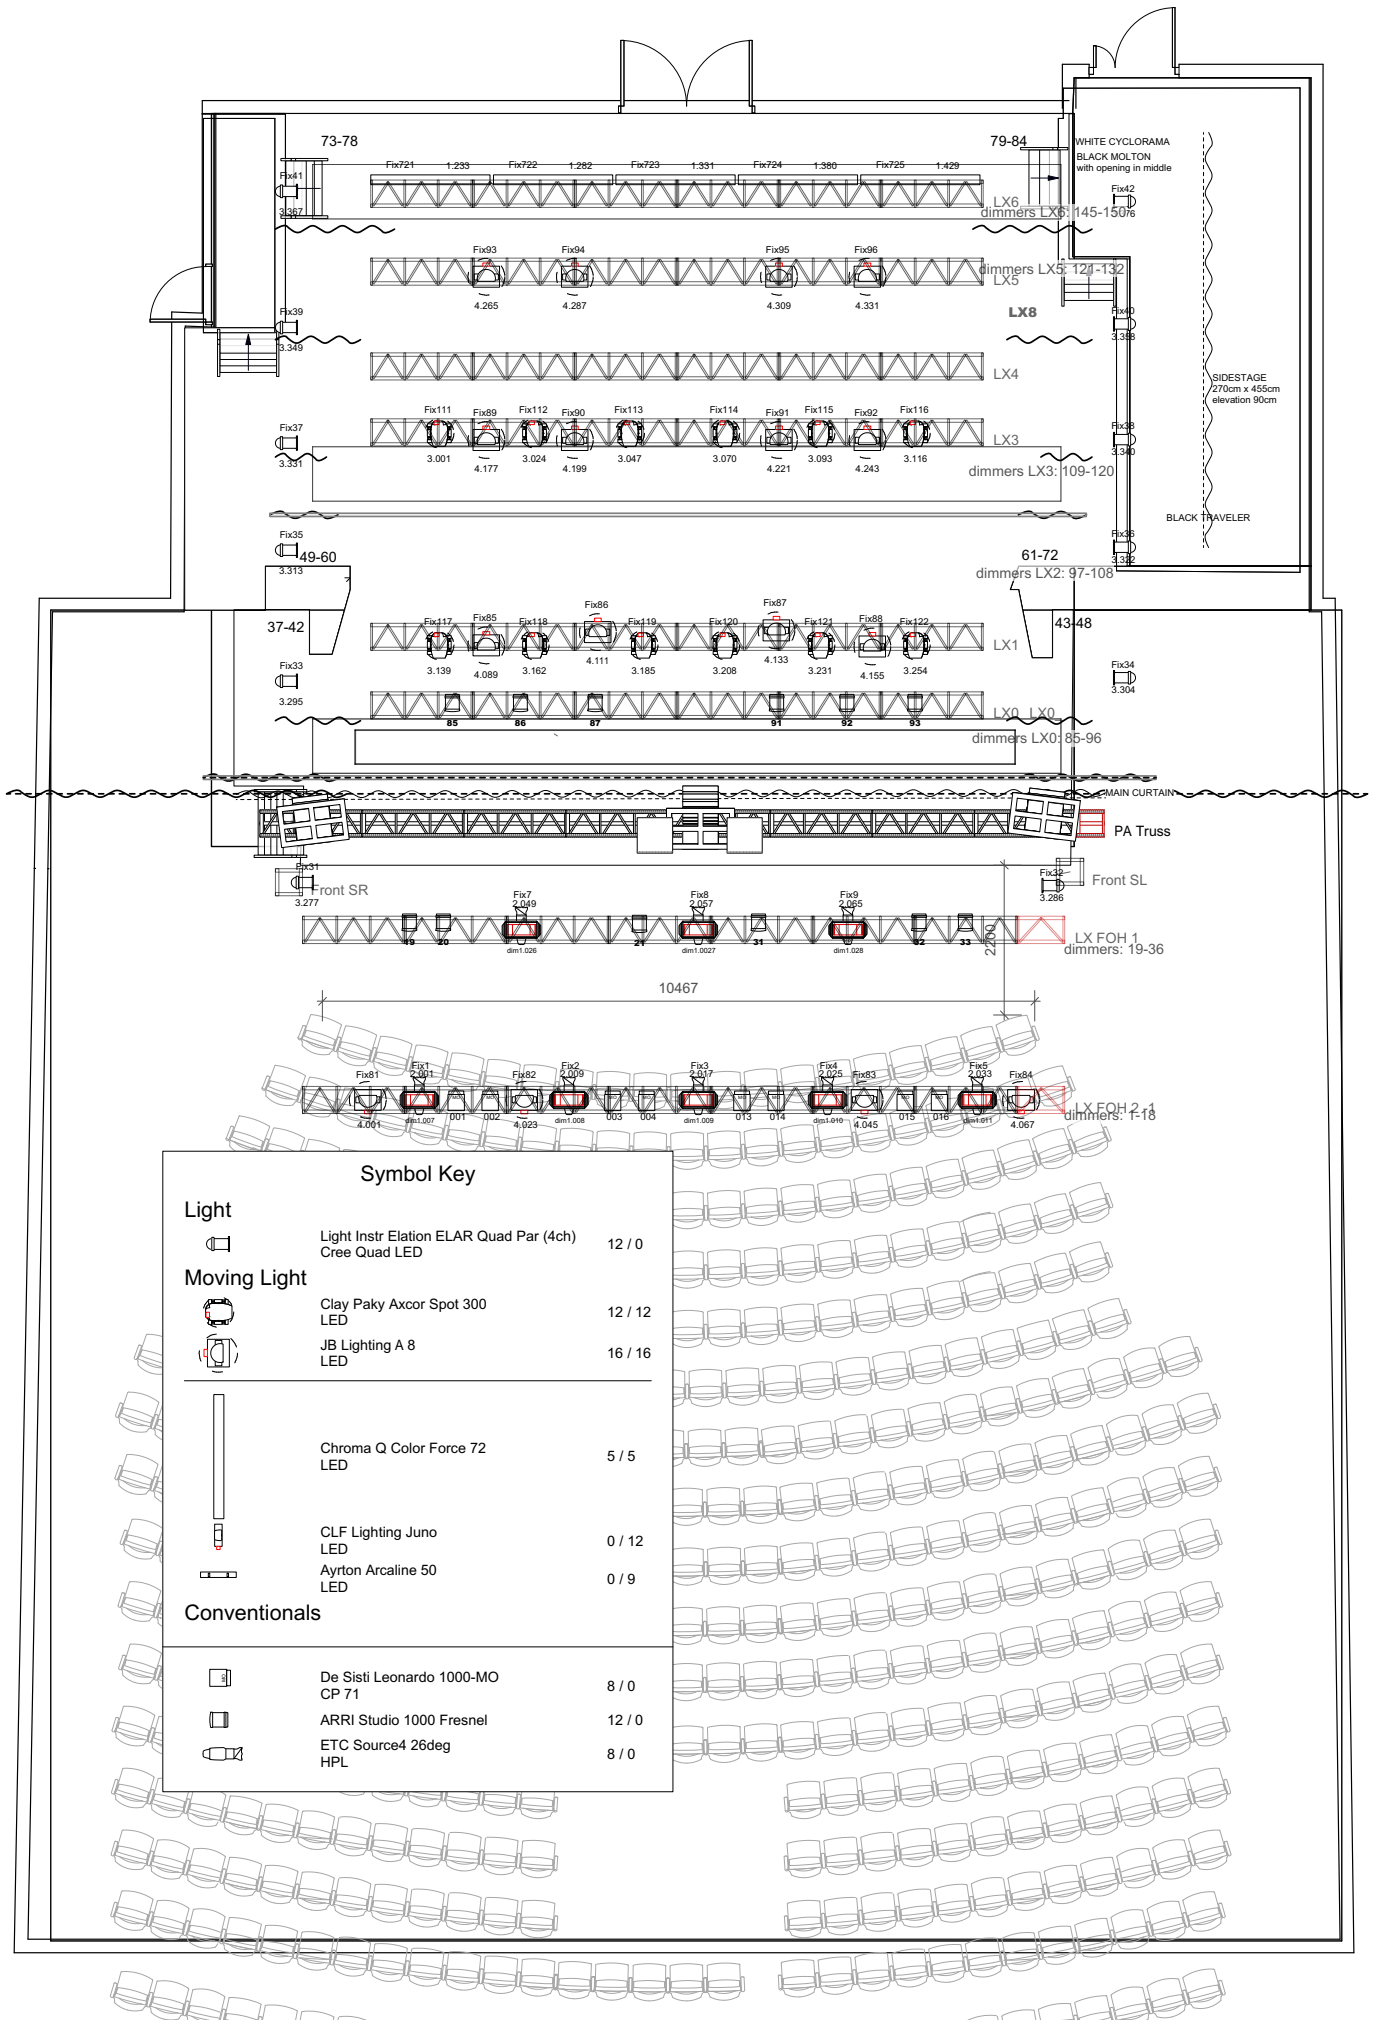 73-78
79-84
WHITE CYCLORAMA
BLACK MOLTON
with opening in middle
Fix721 1.233 Fix722 1.282 Fix723 1.331 Fix724 1.380 Fix725 1.429
Fix41
3.367
Fix42
LX6
dimmers LX6: 145-150
Fix93 Fix94 Fix95 Fix96
dimmers LX5: 121-132
LX5
4.265 4.287 4.309 4.331
LX8
Fix39
3.349
Fix40
3.358
LX4
SIDESTAGE
270cm x 455cm
elevation 90cm
Fix111 Fix89 Fix112 Fix90 Fix113 Fix114 Fix91 Fix115 Fix92 Fix116
Fix37
3.331
Fix38
3.340
LX3
3.001 3.024 3.047 3.070 3.093 3.116
4.177 4.199 4.221 4.243
dimmers LX3: 109-120
BLACK TRAVELER
Fix35
3.313
49-60
61-72
Fix36
3.322
dimmers LX2: 97-108
37-42
43-48
Fix117 Fix85 Fix118 Fix86 Fix119 Fix120 Fix87 Fix121 Fix88 Fix122
LX1
3.139 4.089 3.162 4.111 3.185 3.208 4.133 3.231 4.155 3.254
Fix33
3.295
Fix34
3.304
LX0 LX0
85 86 87 91 92 93
dimmers LX0: 85-96
MAIN CURTAIN
PA Truss
Fix31
3.277
Front SR
Fix32
3.286
Front SL
Fix7 Fix8 Fix9
2.049 2.057 2.065
19 20 21 31 32 33
dim1.026 dim1.0027 dim1.028
LX FOH 1
dimmers: 19-36
2200
10467
Fix81 Fix1 Fix82 Fix2 Fix3 Fix4 Fix83 Fix5 Fix84
2.001 2.009 2.017 2.025 2.033
MO MO MO MO MO MO MO MO
001 002 003 004 013 014 015 016
4.001 dim1.007 4.023 dim1.008 dim1.009 dim1.010 4.045 dim1.011 4.067
LX FOH 2 1
dimmers: 1-18
Symbol Key
Light
Light Instr Elation ELAR Quad Par (4ch)
Cree Quad LED
12 / 0
Moving Light
Clay Paky Axcor Spot 300
LED
12 / 12
JB Lighting A 8
LED
16 / 16
Chroma Q Color Force 72
LED
5 / 5
CLF Lighting Juno
LED
0 / 12
Ayrton Arcaline 50
LED
0 / 9
Conventionals
MO
De Sisti Leonardo 1000-MO
CP 71
8 / 0
ARRI Studio 1000 Fresnel
12 / 0
ETC Source4 26deg
HPL
8 / 0